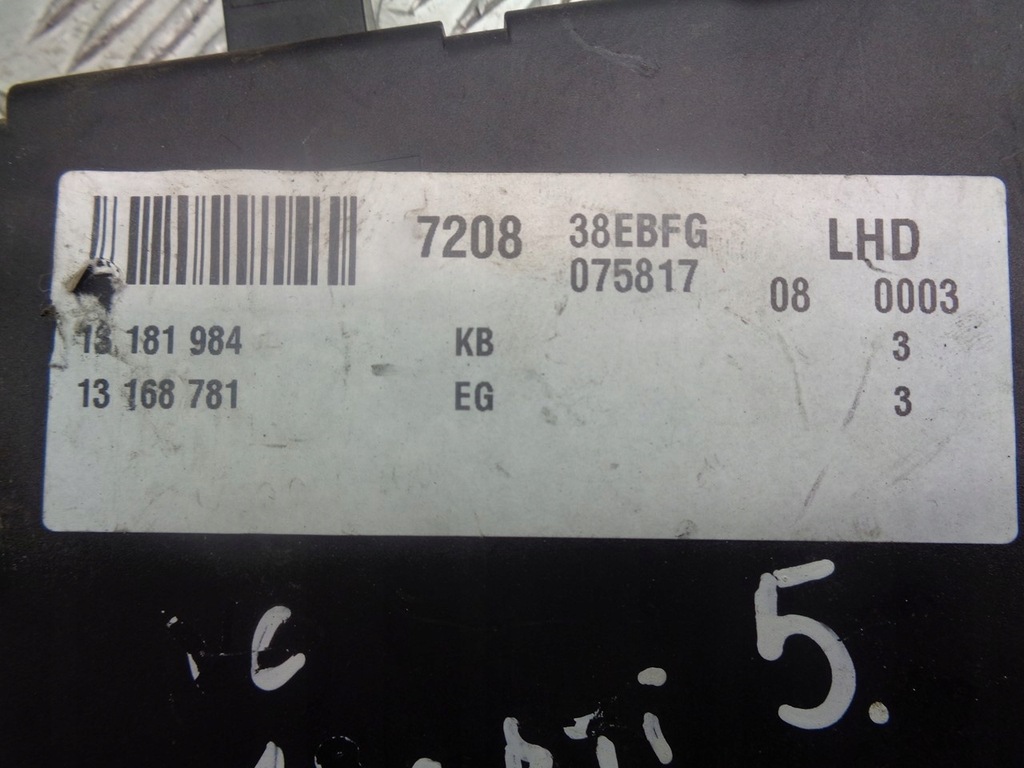 7208 38EBFG LHD
075817 08 0003
13 181 984 KB 3
13 168 781 EG 3
5.